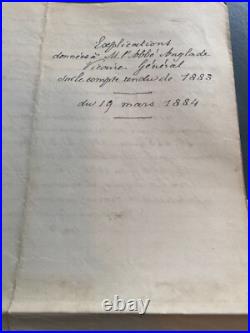 Explications
données à M. l'Abbé Anglade
Vicaire Général
sur le compte rendu de 1883
du 19 mars 1884